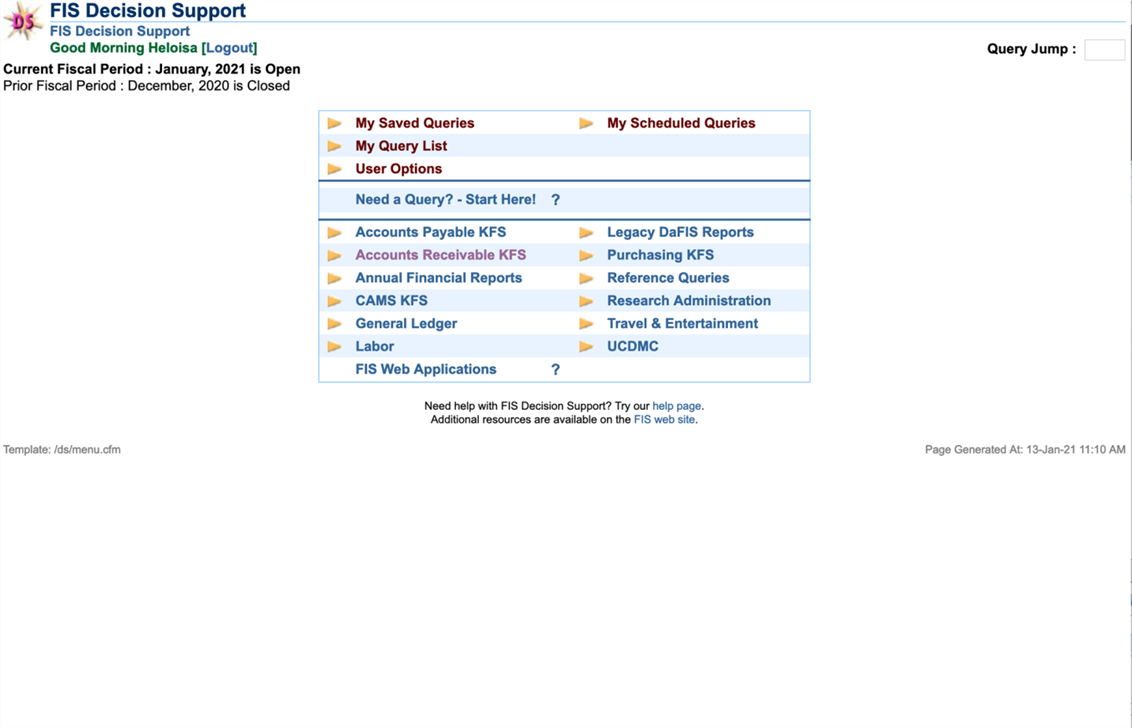 DS
FIS Decision Support
FIS Decision Support
Good Morning Heloisa [Logout]
Query Jump :
Current Fiscal Period : January, 2021 is Open
Prior Fiscal Period : December, 2020 is Closed
My Saved Queries My Scheduled Queries
My Query List
User Options
Need a Query? - Start Here! ?
Accounts Payable KFS Legacy DaFIS Reports
Accounts Receivable KFS Purchasing KFS
Annual Financial Reports Reference Queries
CAMS KFS Research Administration
General Ledger Travel & Entertainment
Labor UCDMC
FIS Web Applications ?
Need help with FIS Decision Support? Try our help page.
Additional resources are available on the FIS web site.
Template: /ds/menu.cfm Page Generated At: 13-Jan-21 11:10 AM